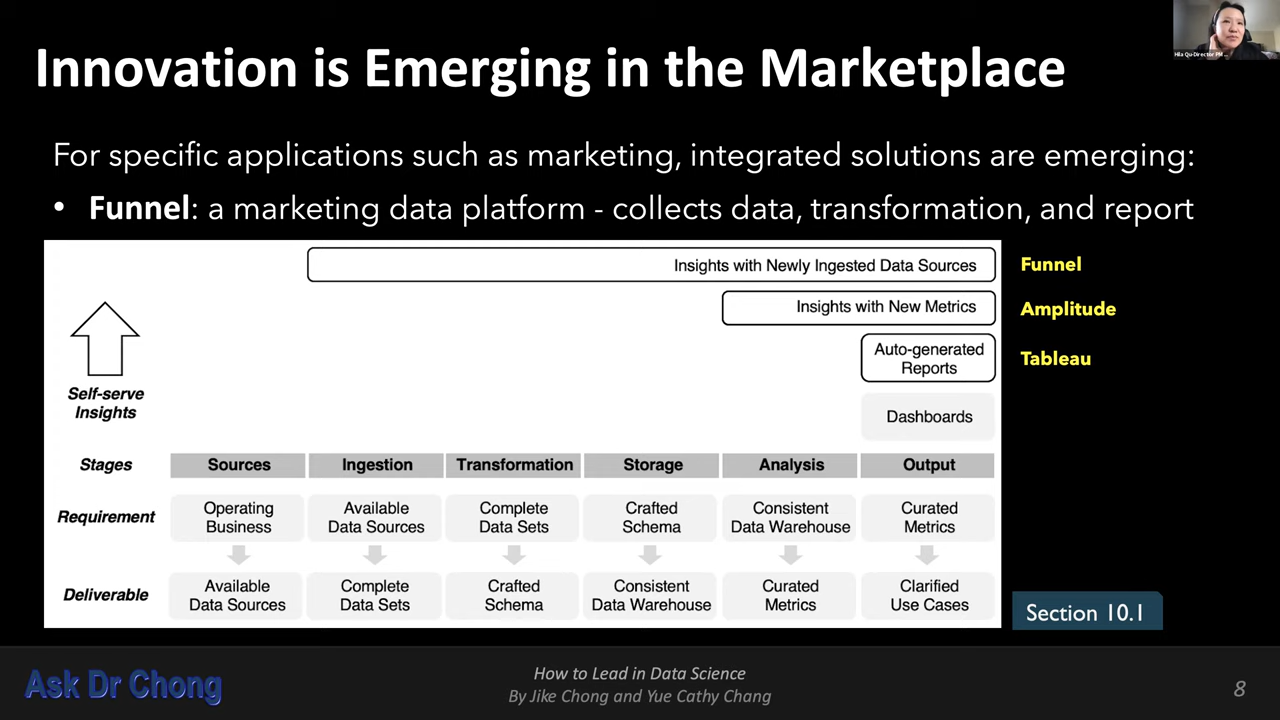 Innovation is Emerging in the Marketplace
Hila Qu-Director PM ...
For specific applications such as marketing, integrated solutions are emerging:
• Funnel: a marketing data platform - collects data, transformation, and report
Insights with Newly Ingested Data Sources
Funnel
Insights with New Metrics
Amplitude
Auto-generated
Reports
Tableau
Self-serve
Insights
Dashboards
Stages
Sources
Ingestion
Transformation
Storage
Analysis
Output
Requirement
Operating
Business
Available
Data Sources
Complete
Data Sets
Crafted
Schema
Consistent
Data Warehouse
Curated
Metrics
Deliverable
Available
Data Sources
Complete
Data Sets
Crafted
Schema
Consistent
Data Warehouse
Curated
Metrics
Clarified
Use Cases
Section 10.1
Ask Dr Chong
How to Lead in Data Science
By Jike Chong and Yue Cathy Chang
8